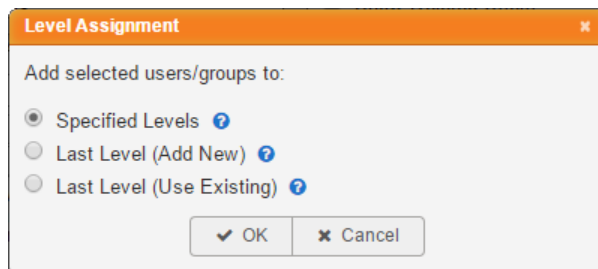 Level Assignment
Add selected users/groups to:
Specified Levels
Last Level (Add New)
Last Level (Use Existing)
OK Cancel